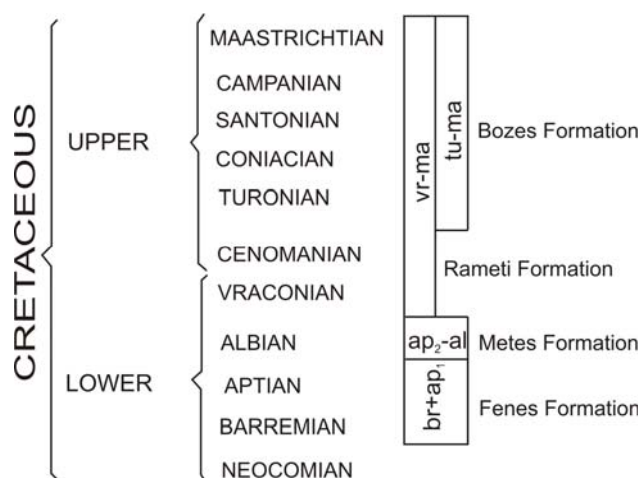 CRETACEOUS
UPPER
MAASTRICHTIAN
CAMPANIAN
SANTONIAN
CONIACIAN
TURONIAN
CENOMANIAN
LOWER
VRACONIAN
ALBIAN
APTIAN
BARREMIAN
NEOCOMIAN
vr-ma
tu-ma
Bozes Formation
Rameti Formation
ap₂-al
Metes Formation
br+ap₁
Fenes Formation